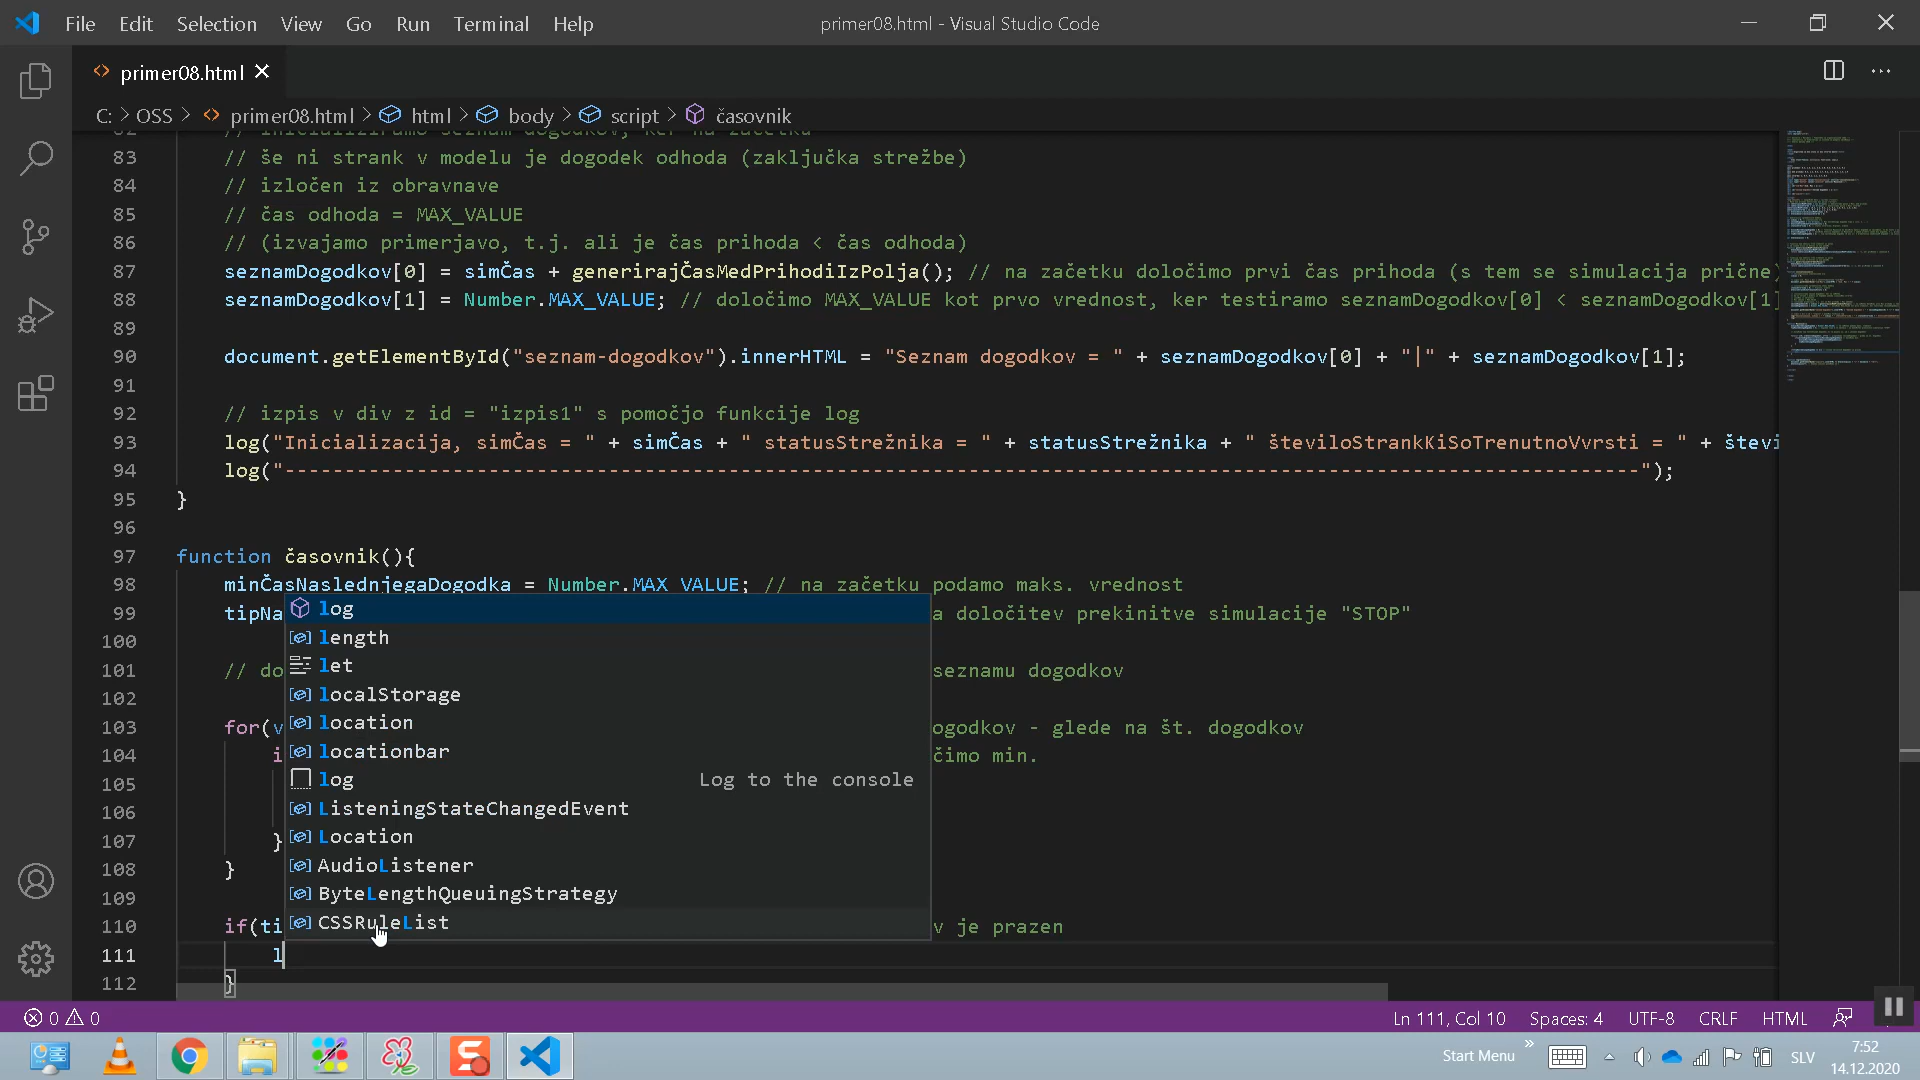 File Edit Selection View Go Run Terminal Help primer08.html - Visual Studio Code
primer08.html
C: > OSS > primer08.html > html > body > script > časovnik
83 // še ni strank v modelu je dogodek odhoda (zaključka strežbe)
84 // izločen iz obravnave
85 // čas odhoda = MAX_VALUE
86 // (izvajamo primerjavo, t.j. ali je čas prihoda < čas odhoda)
87 seznamDogodkov[0] = simČas + generirajČasMedPrihodiIzPolja(); // na začetku določimo prvi čas prihoda (s tem se simulacija prične)
88 seznamDogodkov[1] = Number.MAX_VALUE; // določimo MAX_VALUE kot prvo vrednost, ker testiramo seznamDogodkov[0] < seznamDogodkov[1]
89
90 document.getElementById("seznam-dogodkov").innerHTML = "Seznam dogodkov = " + seznamDogodkov[0] + "|" + seznamDogodkov[1];
91
92 // izpis v div z id = "izpis1" s pomočjo funkcije log
93 log("Inicializacija, simČas = " + simČas + " statusStrežnika = " + statusStrežnika + " številoStrankKiSoTrenutnoVvrsti = " + števi
94 log("-----------------------------------------------------------------------------------------------------------------");
95 }
96
97 function časovnik(){
98 minČasNaslednjegaDogodka = Number.MAX_VALUE; // na začetku podamo maks. vrednost
99 tipNa a določitev prekinitve simulacije "STOP"
100
101 // do seznamu dogodkov
102
103 for(v ogodkov - glede na št. dogodkov
104 i čimo min.
105
106
107 }
108 }
109
110 if(ti v je prazen
111 l
112 }
log
length
let
localStorage
location
locationbar
log Log to the console
ListeningStateChangedEvent
Location
AudioListener
ByteLengthQueuingStrategy
CSSRuleList
0 0 Ln 111, Col 10 Spaces: 4 UTF-8 CRLF HTML
Start Menu » SLV 7:52
14.12.2020